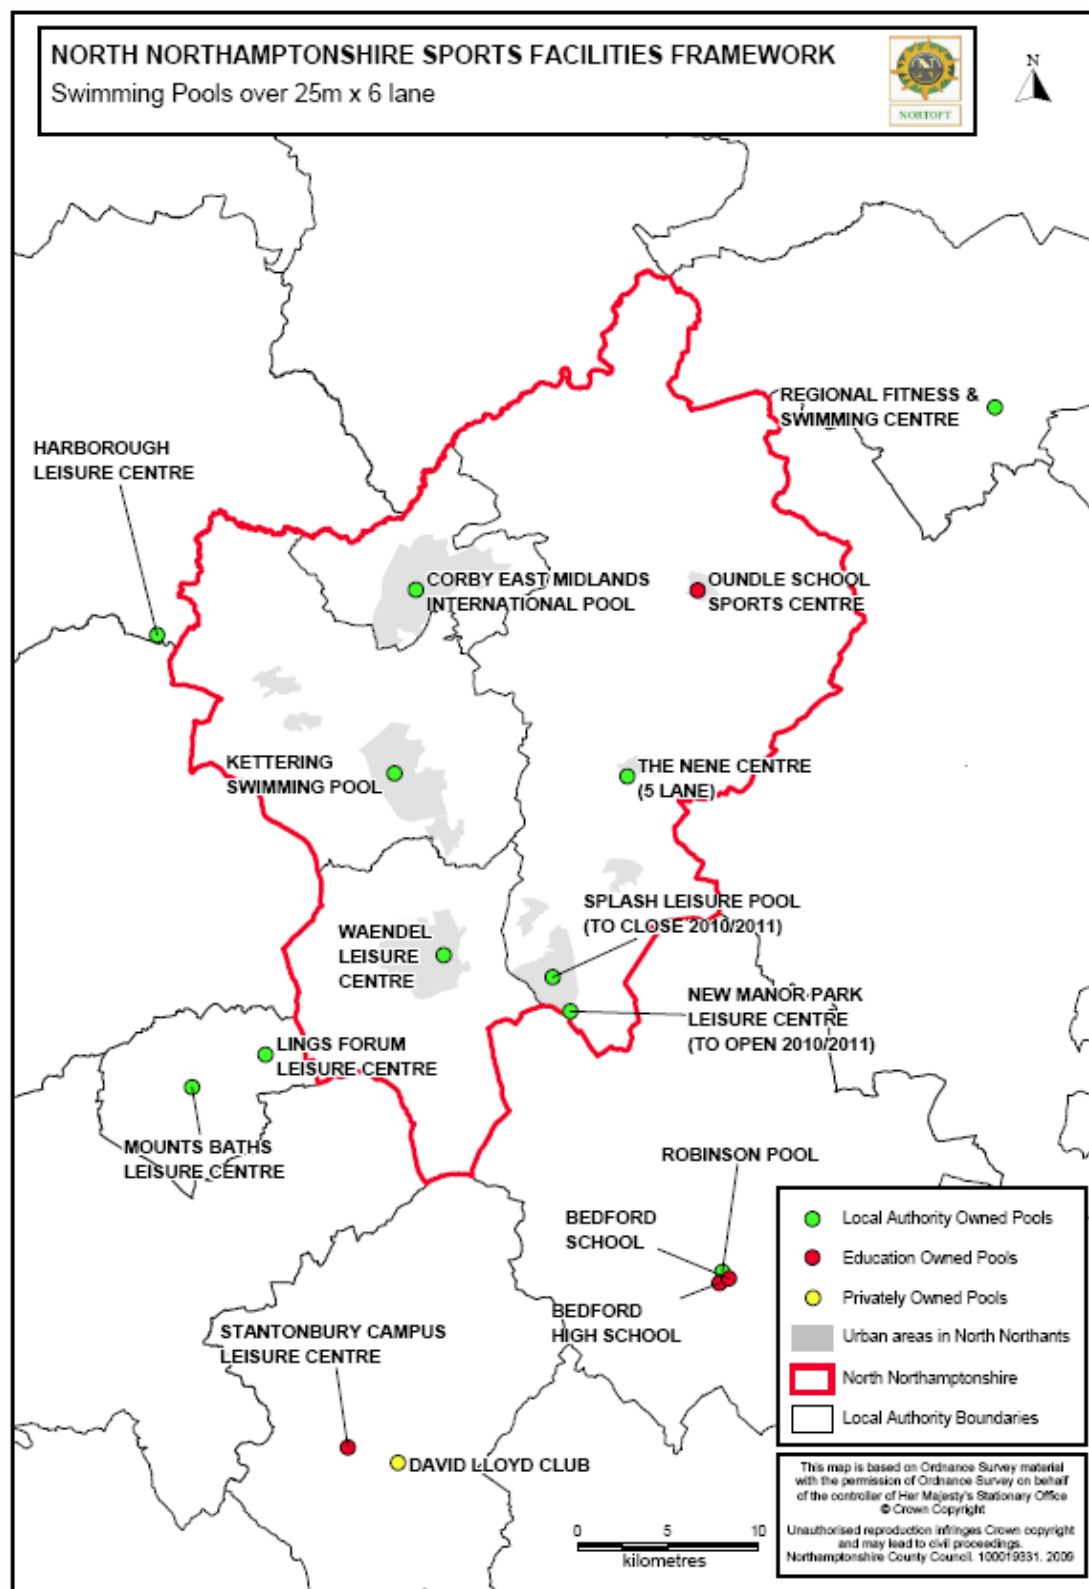 NORTH NORTHAMPTONSHIRE SPORTS FACILITIES FRAMEWORK
Swimming Pools over 25m x 6 lane
NORTOFT
N
REGIONAL FITNESS &
SWIMMING CENTRE
HARBOROUGH
LEISURE CENTRE
CORBY EAST MIDLANDS
INTERNATIONAL POOL
OUNDLE SCHOOL
SPORTS CENTRE
KETTERING
SWIMMING POOL
THE NENE CENTRE
(5 LANE)
SPLASH LEISURE POOL
(TO CLOSE 2010/2011)
WAENDEL
LEISURE
CENTRE
NEW MANOR PARK
LEISURE CENTRE
(TO OPEN 2010/2011)
LINGS FORUM
LEISURE CENTRE
MOUNTS BATHS
LEISURE CENTRE
ROBINSON POOL
BEDFORD
SCHOOL
BEDFORD
HIGH SCHOOL
STANTONBURY CAMPUS
LEISURE CENTRE
DAVID LLOYD CLUB
Local Authority Owned Pools
Education Owned Pools
Privately Owned Pools
Urban areas in North Northants
North Northamptonshire
Local Authority Boundaries
0 5 10
kilometres
This map is based on Ordnance Survey material
with the permission of Ordnance Survey on behalf
of the controller of Her Majesty's Stationary Office
© Crown Copyright
Unauthorised reproduction infringes Crown copyright
and may lead to civil proceedings.
Northamptonshire County Council. 100019331. 2009